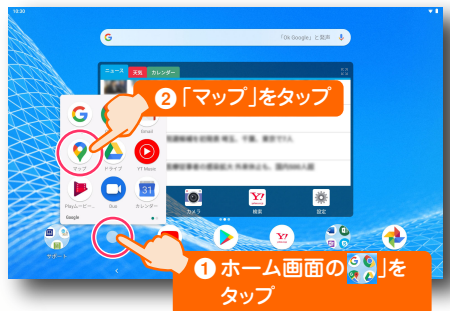 10:30
「Ok Google」と発声
ニュース 天気 カレンダー
❷「マップ」をタップ
Gmail
マップ ドライブ YT Music
Playムービー… Duo カレンダー
31
Google
カメラ 検索 設定
サポート
❶ホーム画面の「 」を
タップ